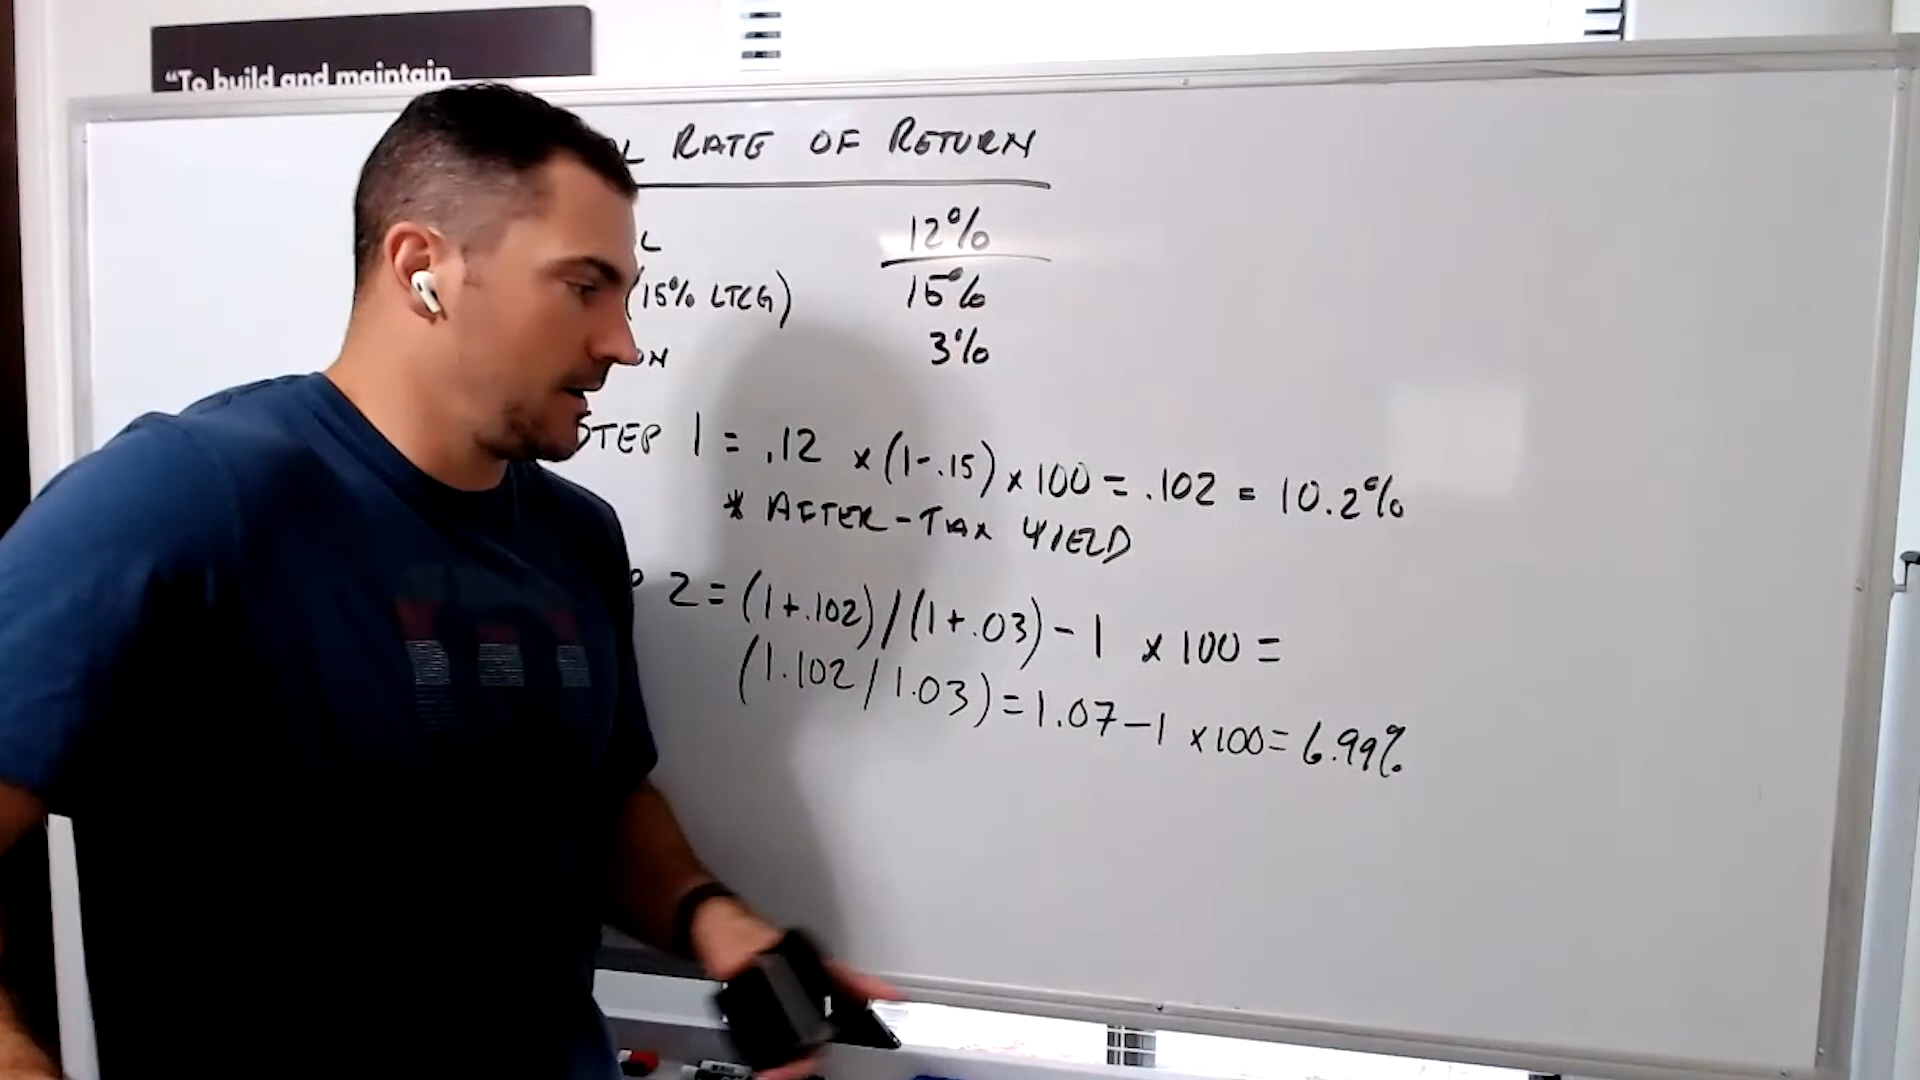 “To build and maintain
L RATE OF RETURN
L 12%
(15% LTCG) 15%
ON 3%
STEP 1 = .12 × (1-.15) × 100 = .102 = 10.2%
* AFTER-TAX YIELD
P 2 = (1+.102)/(1+.03) - 1 × 100 =
(1.102/1.03) = 1.07 - 1 × 100 = 6.99%